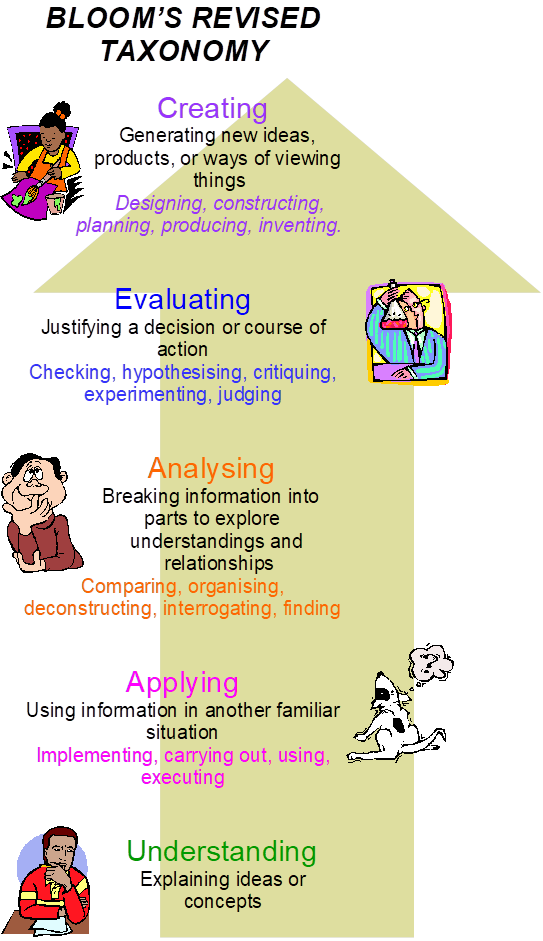 BLOOM'S REVISED
TAXONOMY
Creating
Generating new ideas,
products, or ways of viewing
things
Designing, constructing,
planning, producing, inventing.
Evaluating
Justifying a decision or course of
action
Checking, hypothesising, critiquing,
experimenting, judging
Analysing
Breaking information into
parts to explore
understandings and
relationships
Comparing, organising,
deconstructing, interrogating, finding
Applying
Using information in another familiar
situation
Implementing, carrying out, using,
executing
Understanding
Explaining ideas or
concepts